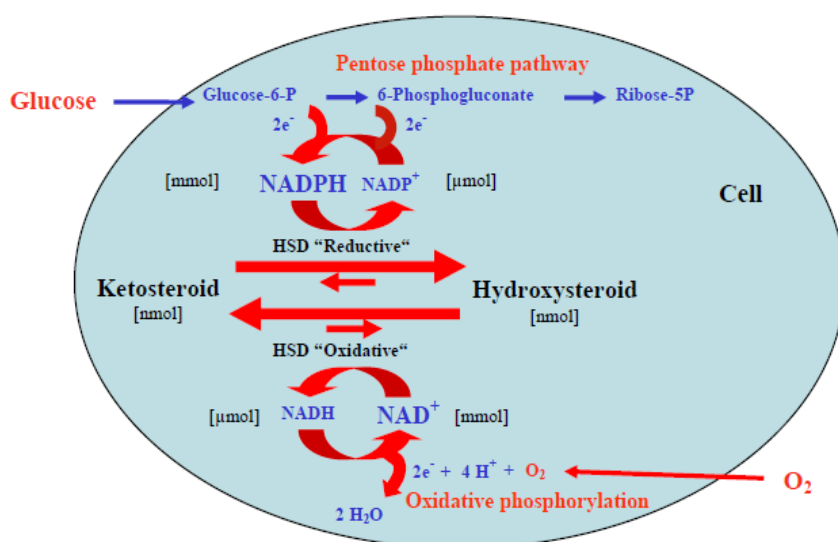 Pentose phosphate pathway
Glucose
Glucose-6-P
6-Phosphogluconate
Ribose-5P
2e⁻
2e⁻
[mmol]
NADPH
NADP⁺
[µmol]
Cell
HSD “Reductive“
Ketosteroid
[nmol]
Hydroxysteroid
[nmol]
HSD “Oxidative“
[µmol]
NADH
NAD⁺
[mmol]
2e⁻ + 4 H⁺ + O₂
O₂
Oxidative phosphorylation
2 H₂O